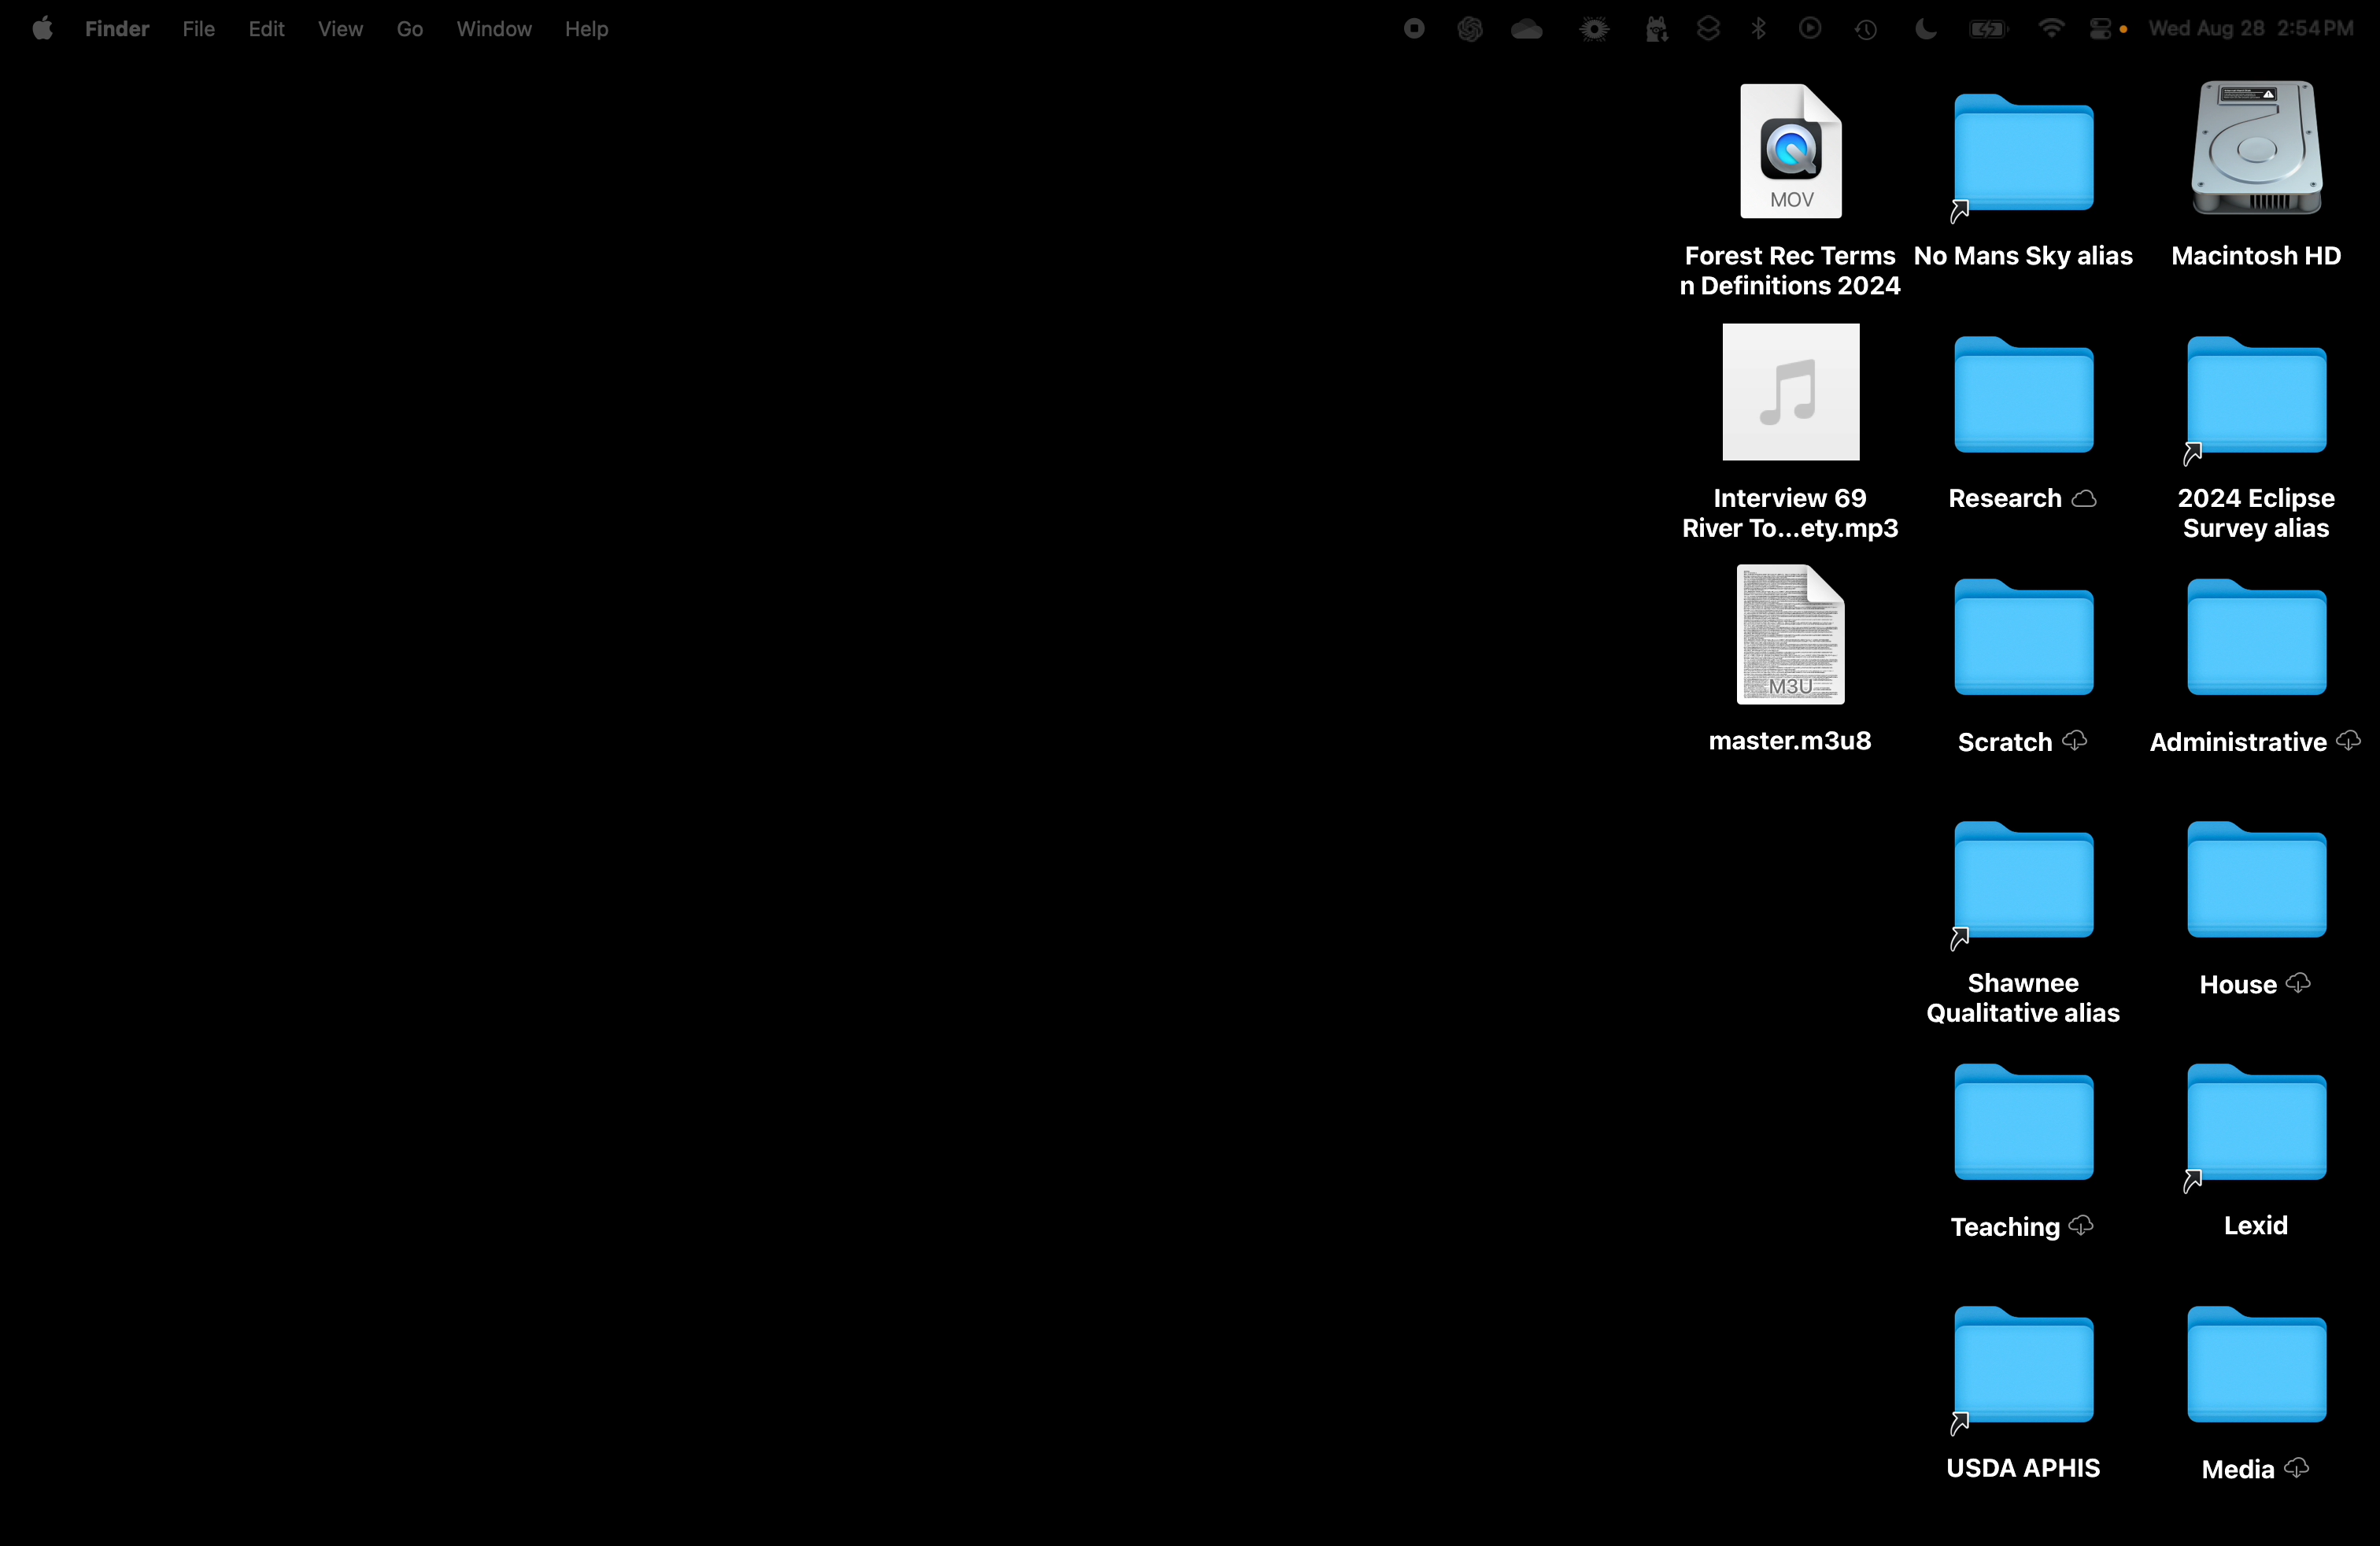 Finder File Edit View Go Window Help Wed Aug 28 2:54 PM
MOV
Forest Rec Terms
n Definitions 2024
No Mans Sky alias
Macintosh HD
Interview 69
River To...ety.mp3
Research
2024 Eclipse
Survey alias
M3U
master.m3u8
Scratch
Administrative
Shawnee
Qualitative alias
House
Teaching
Lexid
USDA APHIS
Media